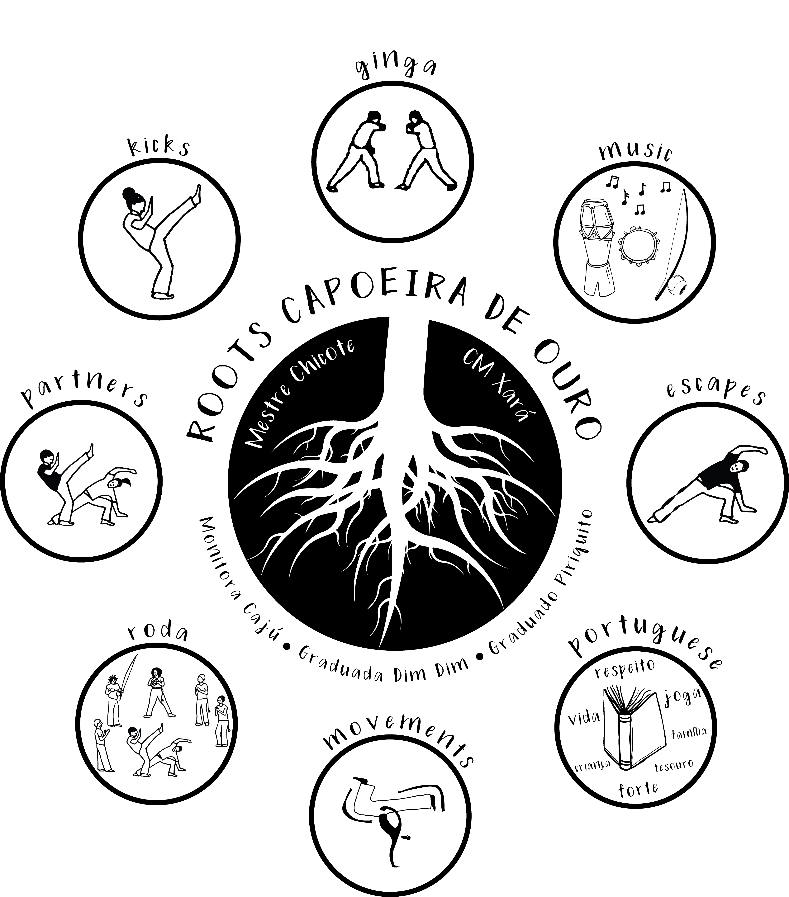 ginga
kicks
music
ROOTS CAPOEIRA DE OURO
Mestre Chicote
CM Xará
partners
escapes
Monitora Cajú • Graduada Dim Dim • Graduado Piriquito
roda
portuguese
respeito
joga
vida
família
criança
tesouro
forte
movements